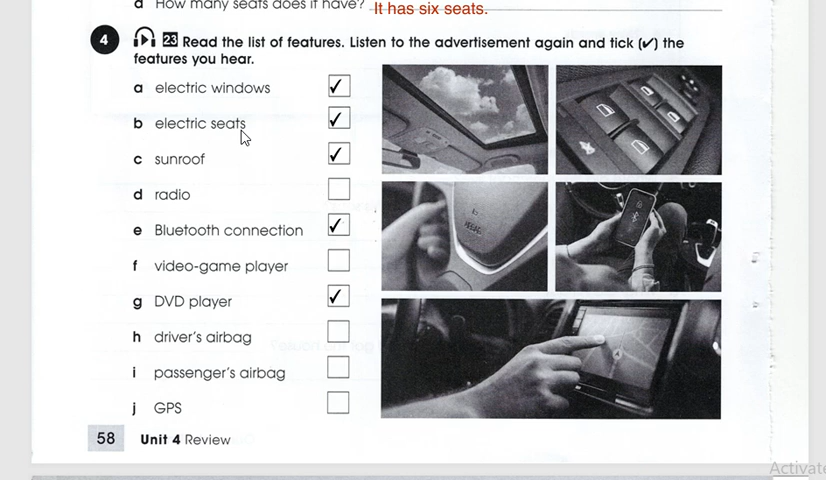 d How many seats does it have? It has six seats.
4 23 Read the list of features. Listen to the advertisement again and tick (✓) the
features you hear.
a electric windows ✓
b electric seats ✓
c sunroof ✓
d radio
e Bluetooth connection ✓
f video-game player
g DVD player ✓
h driver's airbag
i passenger's airbag
j GPS
58 Unit 4 Review